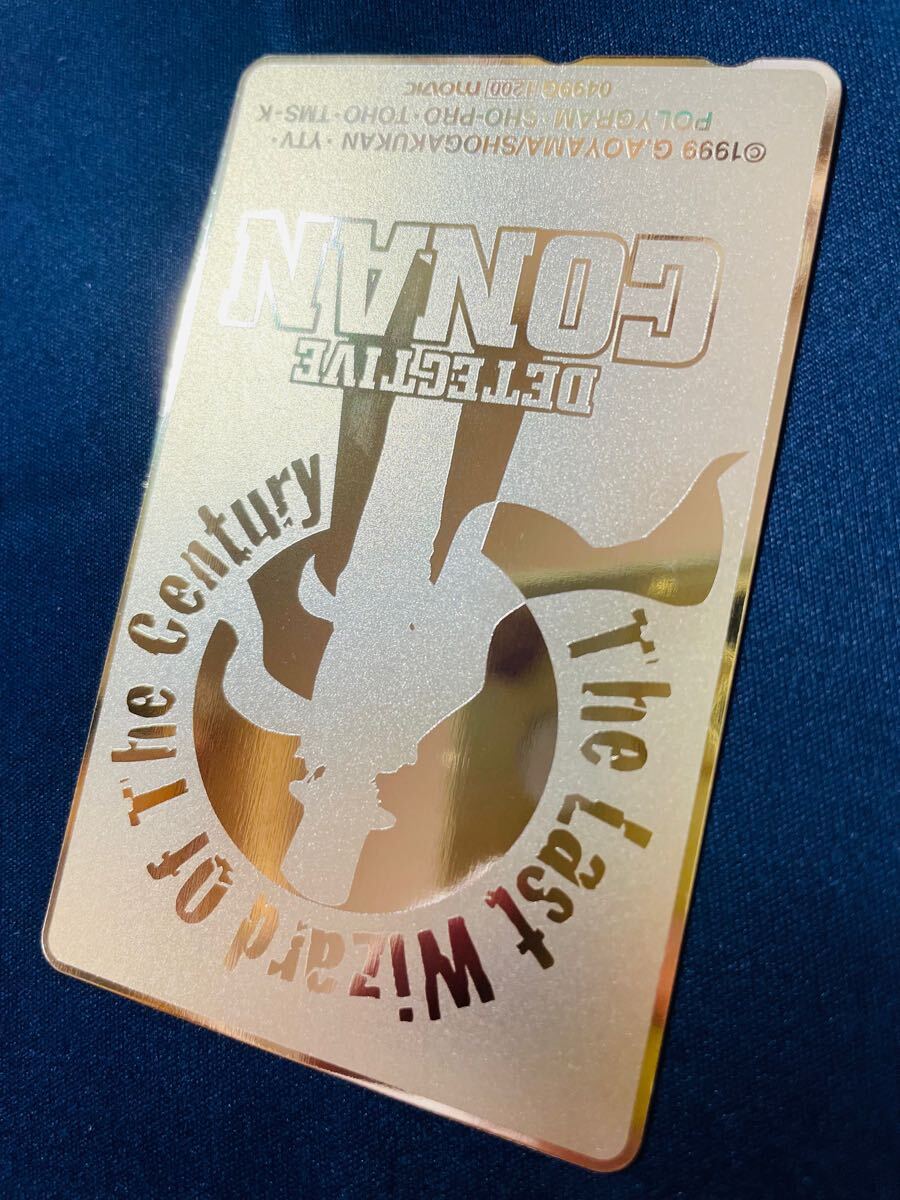 The Last Wizard Of The Century
DETECTIVE
CONAN
©1999 G.AOYAMA/SHOGAKUKAN・YTV・
POLYGRAM・SHO-PRO・TOHO・TMS-K
0499G 1200 movic